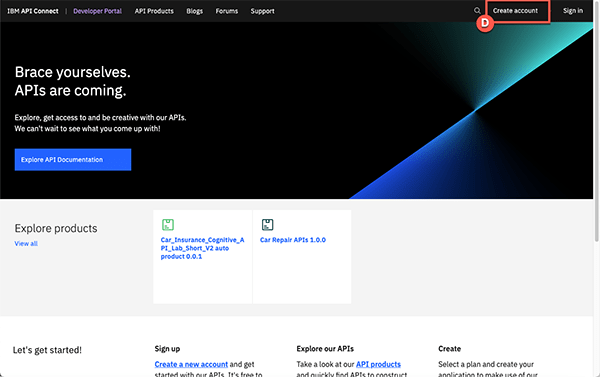 IBM API Connect | Developer Portal API Products Blogs Forums Support Create account Sign in
D
Brace yourselves.
APIs are coming.
Explore, get access to and be creative with our APIs.
We can't wait to see what you come up with!
Explore API Documentation
Explore products
View all
Car_Insurance_Cognitive_A
PI_Lab_Short_V2 auto
product 0.0.1
Car Repair APIs 1.0.0
Let's get started!
Sign up
Create a new account and get
started with our APIs. It's free to
Explore our APIs
Take a look at our API products
and quickly find APIs to construct
Create
Select a plan and create your
application to make use of our